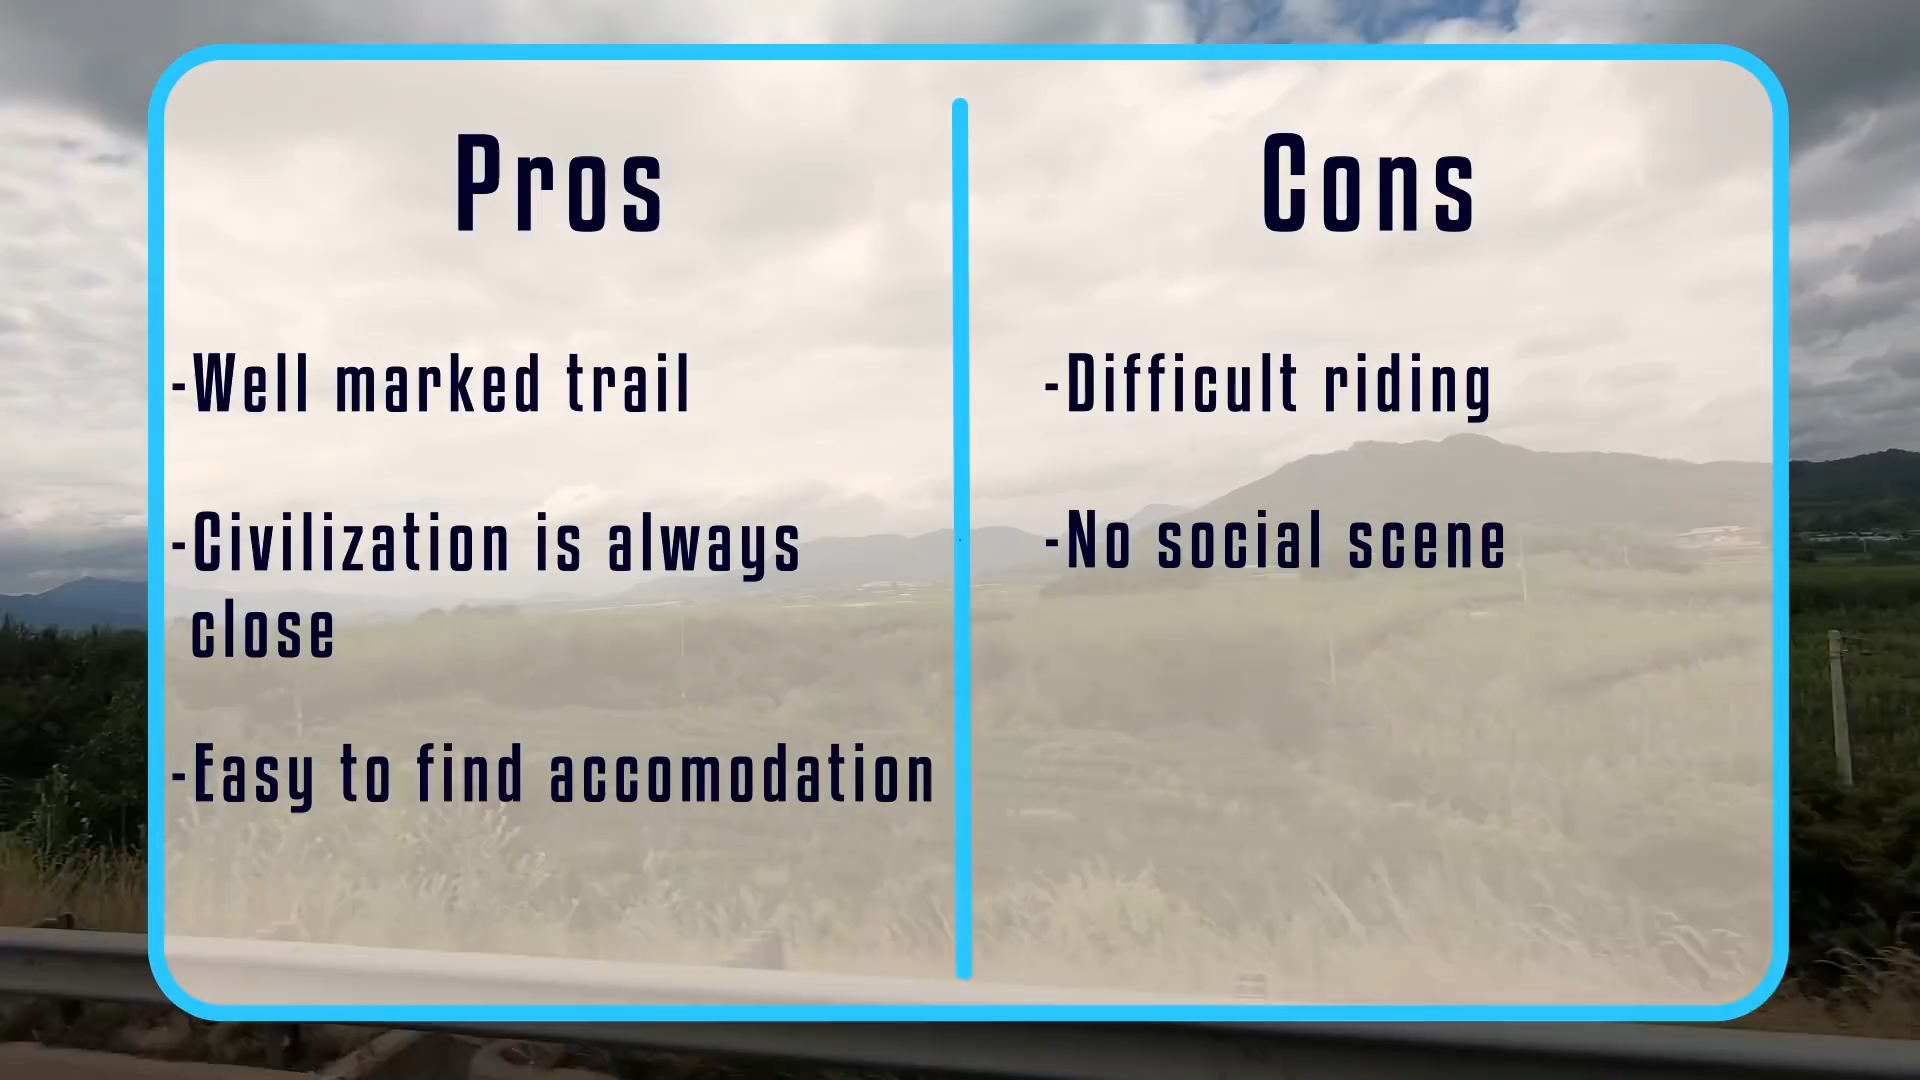 Pros
-Well marked trail
-Civilization is always
close
-Easy to find accomodation
Cons
-Difficult riding
-No social scene